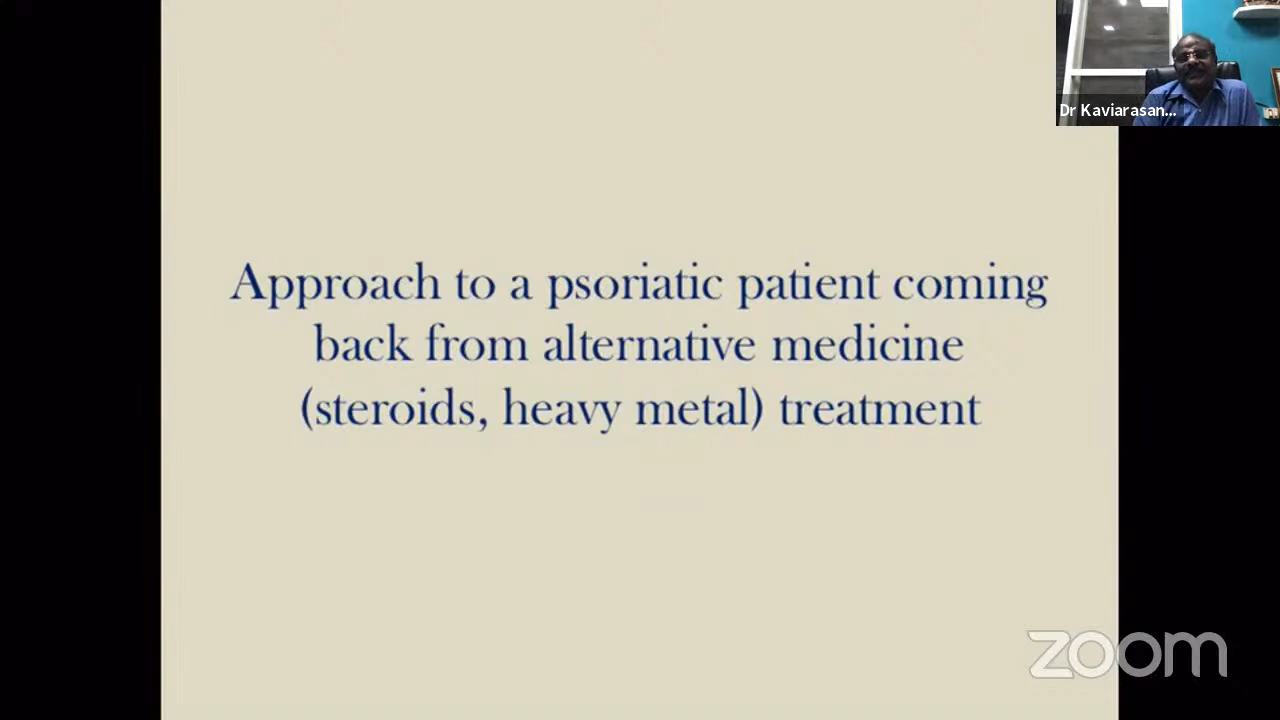 Dr Kaviarasan...
Approach to a psoriatic patient coming
back from alternative medicine
(steroids, heavy metal) treatment
zoom